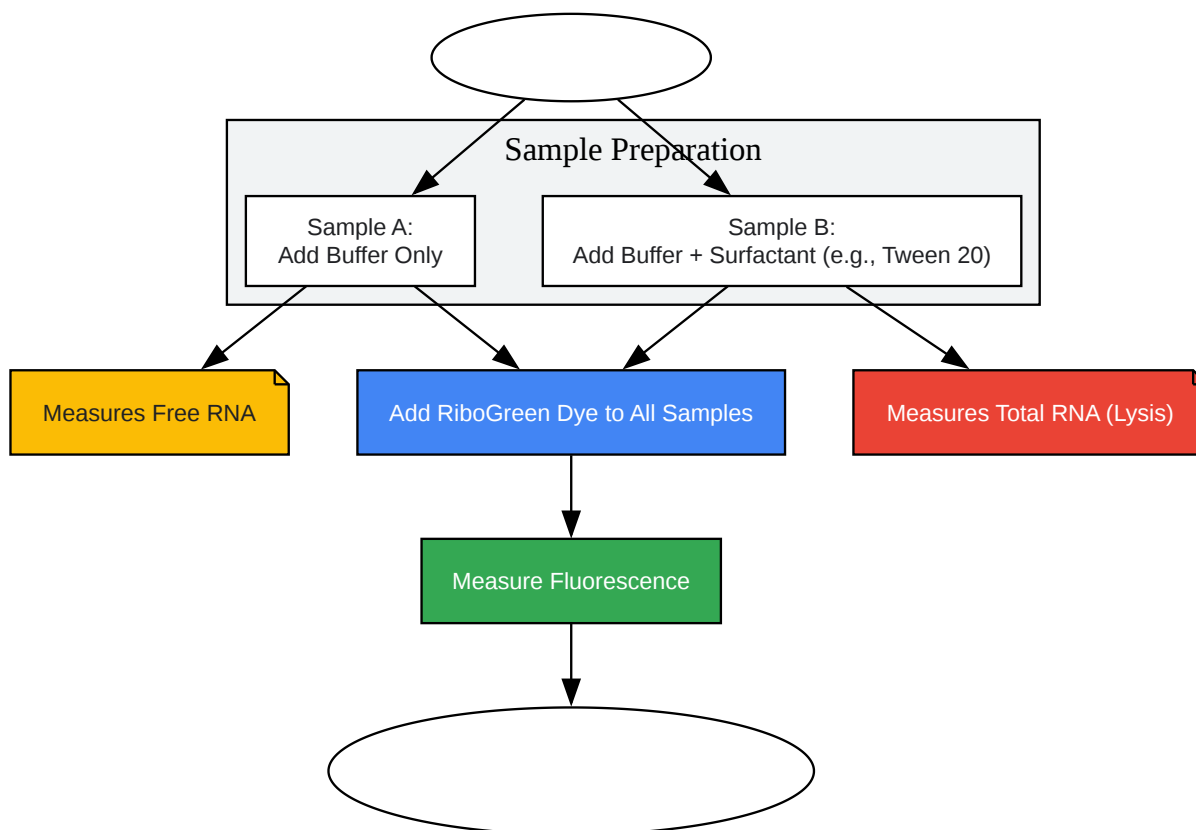 Sample Preparation
Sample A:
Add Buffer Only
Sample B:
Add Buffer + Surfactant (e.g., Tween 20)
Measures Free RNA
Add RiboGreen Dye to All Samples
Measures Total RNA (Lysis)
Measure Fluorescence